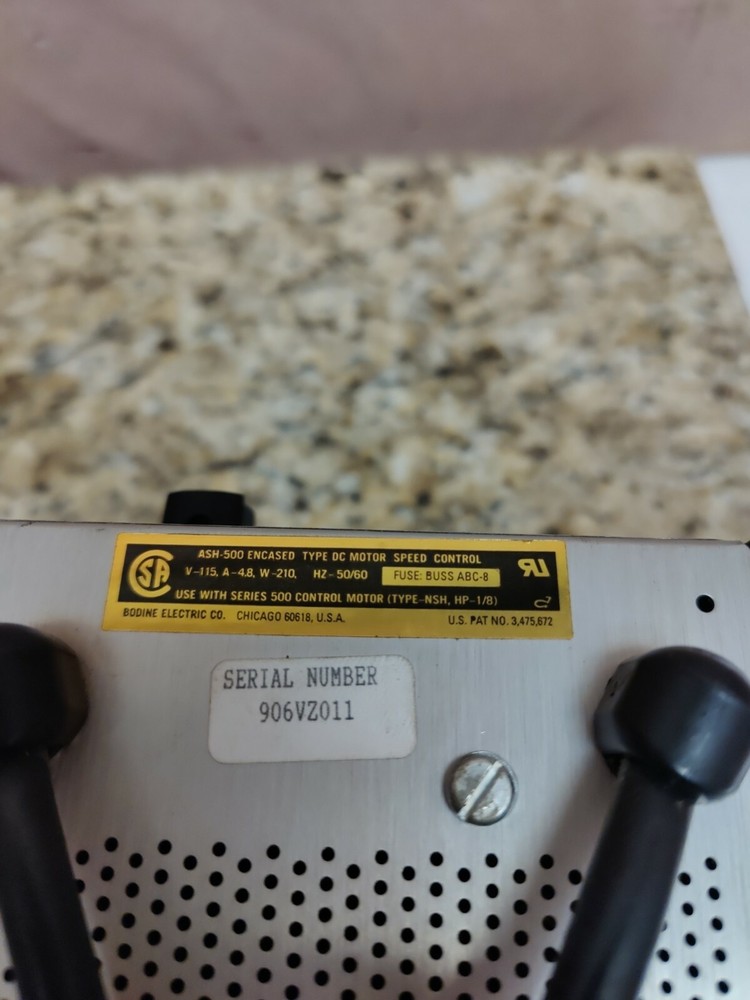 ASH-500 ENCASED TYPE DC MOTOR SPEED CONTROL
V-115, A-4.8, W-210, HZ-50/60 FUSE: BUSS ABC-8
USE WITH SERIES 500 CONTROL MOTOR (TYPE-NSH, HP-1/8)
BODINE ELECTRIC CO. CHICAGO 60618, U.S.A. U.S. PAT NO. 3,475,672
SERIAL NUMBER
906VZ011